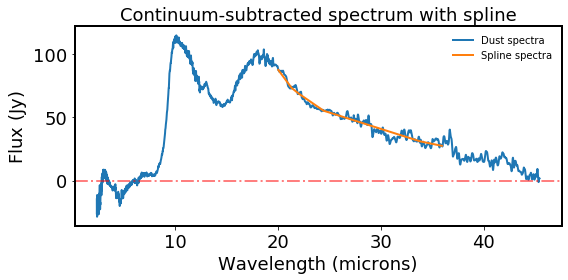 Continuum-subtracted spectrum with spline
Dust spectra
Spline spectra
100
50
0
Flux (Jy)
10 20 30 40
Wavelength (microns)